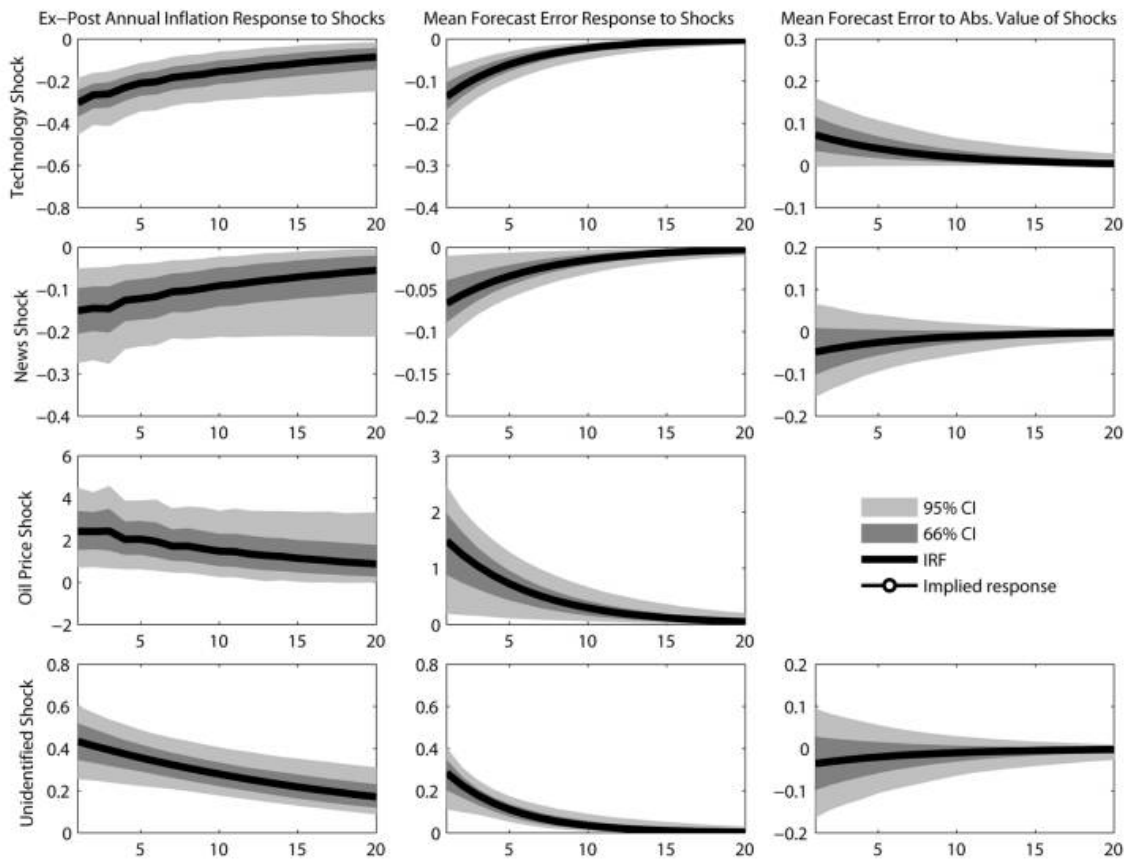 Ex-Post Annual Inflation Response to Shocks
Mean Forecast Error Response to Shocks
Mean Forecast Error to Abs. Value of Shocks
Technology Shock
0
−0.2
−0.4
−0.6
−0.8
5 10 15 20
0
−0.1
−0.2
−0.3
−0.4
5 10 15 20
0.3
0.2
0.1
0
−0.1
5 10 15 20
News Shock
0
−0.1
−0.2
−0.3
−0.4
5 10 15 20
0
−0.05
−0.1
−0.15
−0.2
5 10 15 20
0.2
0.1
0
−0.1
−0.2
5 10 15 20
Oil Price Shock
6
4
2
0
−2
5 10 15 20
3
2
1
0
5 10 15 20
95% CI
66% CI
IRF
Implied response
Unidentified Shock
0.8
0.6
0.4
0.2
0
5 10 15 20
0.8
0.6
0.4
0.2
0
5 10 15 20
0.2
0.1
0
−0.1
−0.2
5 10 15 20